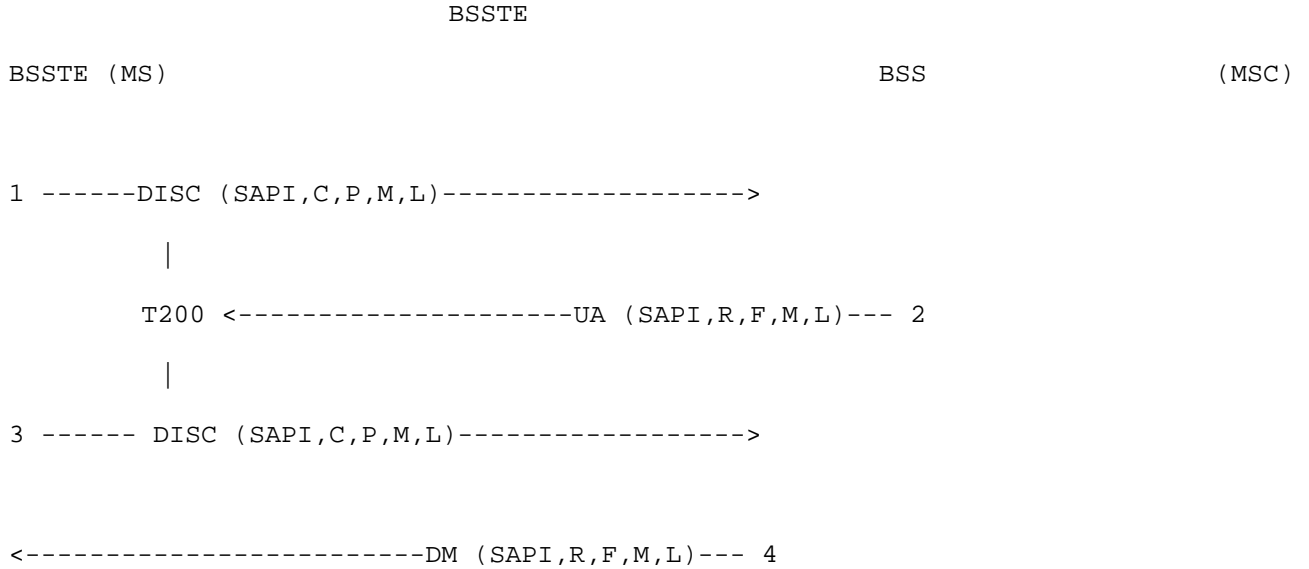 BSSTE
BSSTE (MS) BSS (MSC)
1 ------DISC (SAPI,C,P,M,L)------------------->
|
T200 <---------------------UA (SAPI,R,F,M,L)--- 2
|
3 ------ DISC (SAPI,C,P,M,L)------------------>
<-------------------------DM (SAPI,R,F,M,L)--- 4